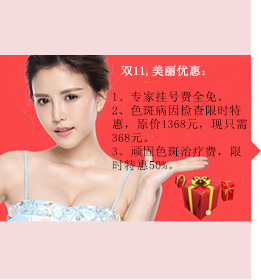 双11,美丽优惠：
1、专家挂号费全免。
2、色斑病因检查限时特
惠，原价1368元，现只需
368元。
3、顽固色斑治疗费，限
时特惠50%。